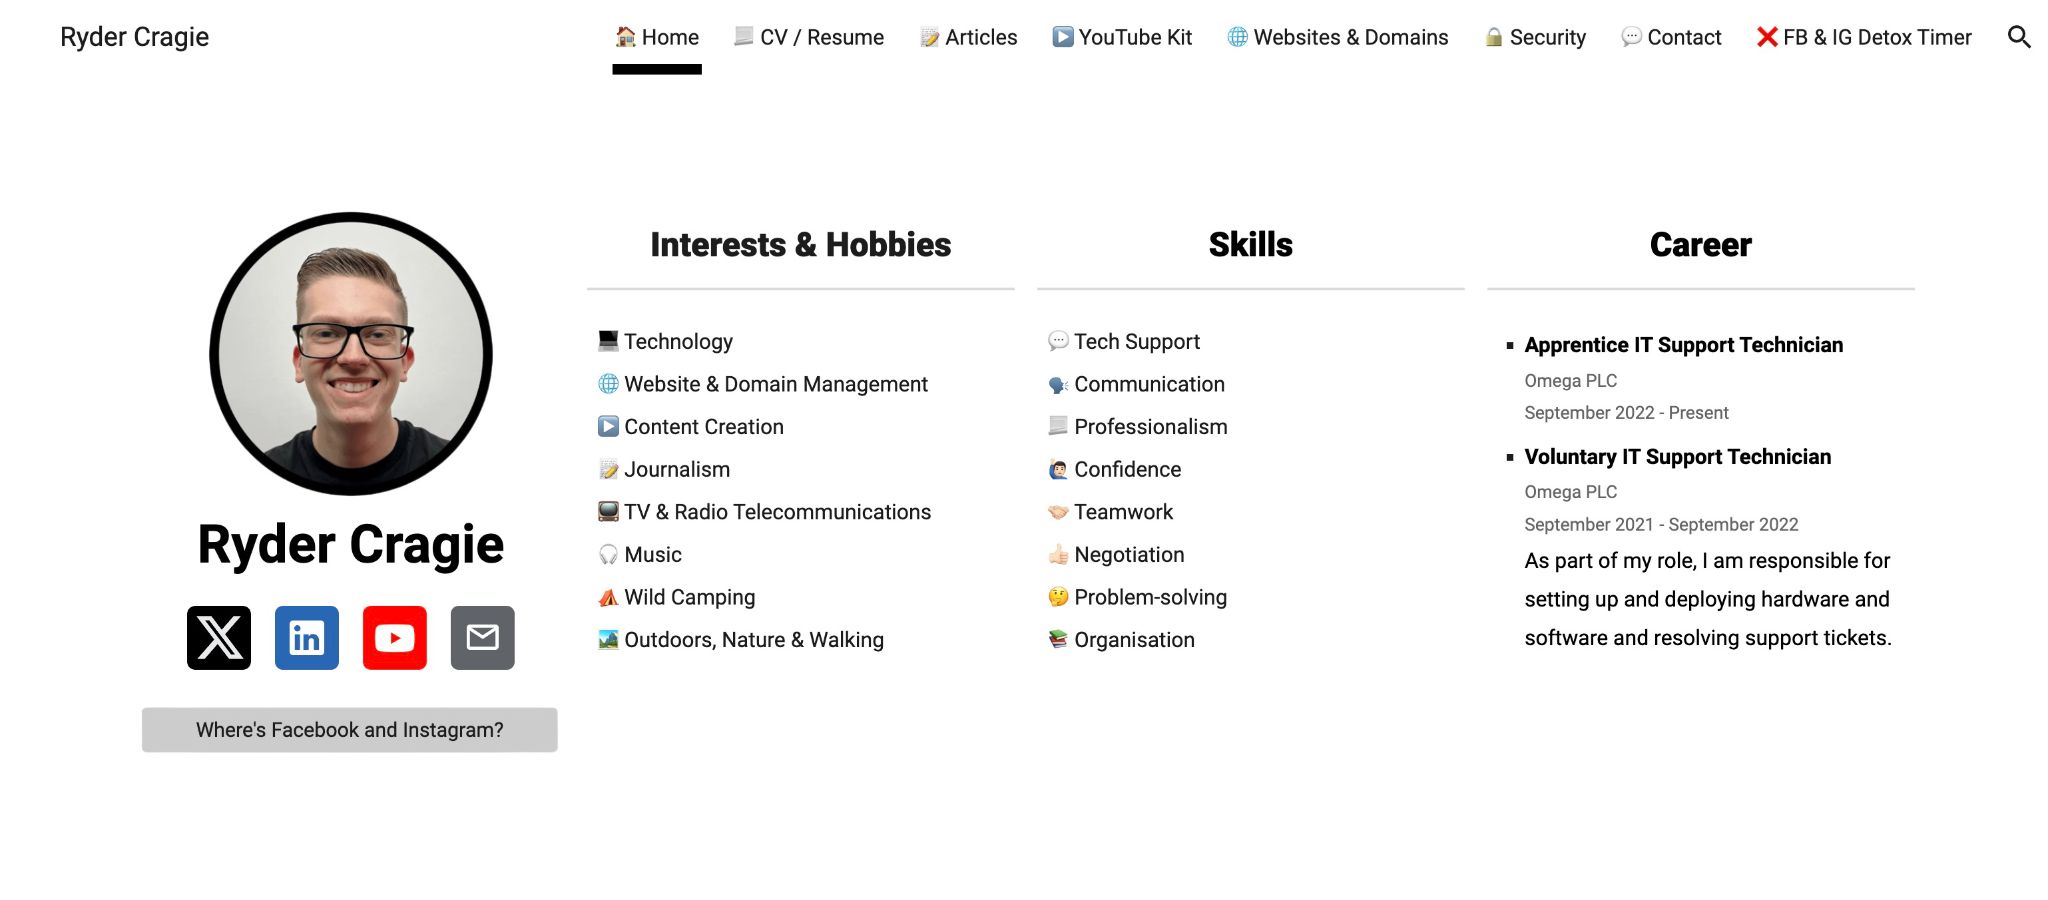 Ryder Cragie
🏠 Home
📃 CV / Resume
📝 Articles
▶️ YouTube Kit
🌐 Websites & Domains
🔒 Security
💬 Contact
❌ FB & IG Detox Timer
Ryder Cragie
Where's Facebook and Instagram?
Interests & Hobbies
💻 Technology
🌐 Website & Domain Management
▶️ Content Creation
📝 Journalism
📺 TV & Radio Telecommunications
🎧 Music
⛺ Wild Camping
🏞️ Outdoors, Nature & Walking
Skills
💬 Tech Support
🗣️ Communication
📃 Professionalism
🙋🏻‍♂️ Confidence
🤝🏻 Teamwork
👍🏻 Negotiation
🤔 Problem-solving
📚 Organisation
Career
▪ Apprentice IT Support Technician
Omega PLC
September 2022 - Present
▪ Voluntary IT Support Technician
Omega PLC
September 2021 - September 2022
As part of my role, I am responsible for
setting up and deploying hardware and
software and resolving support tickets.